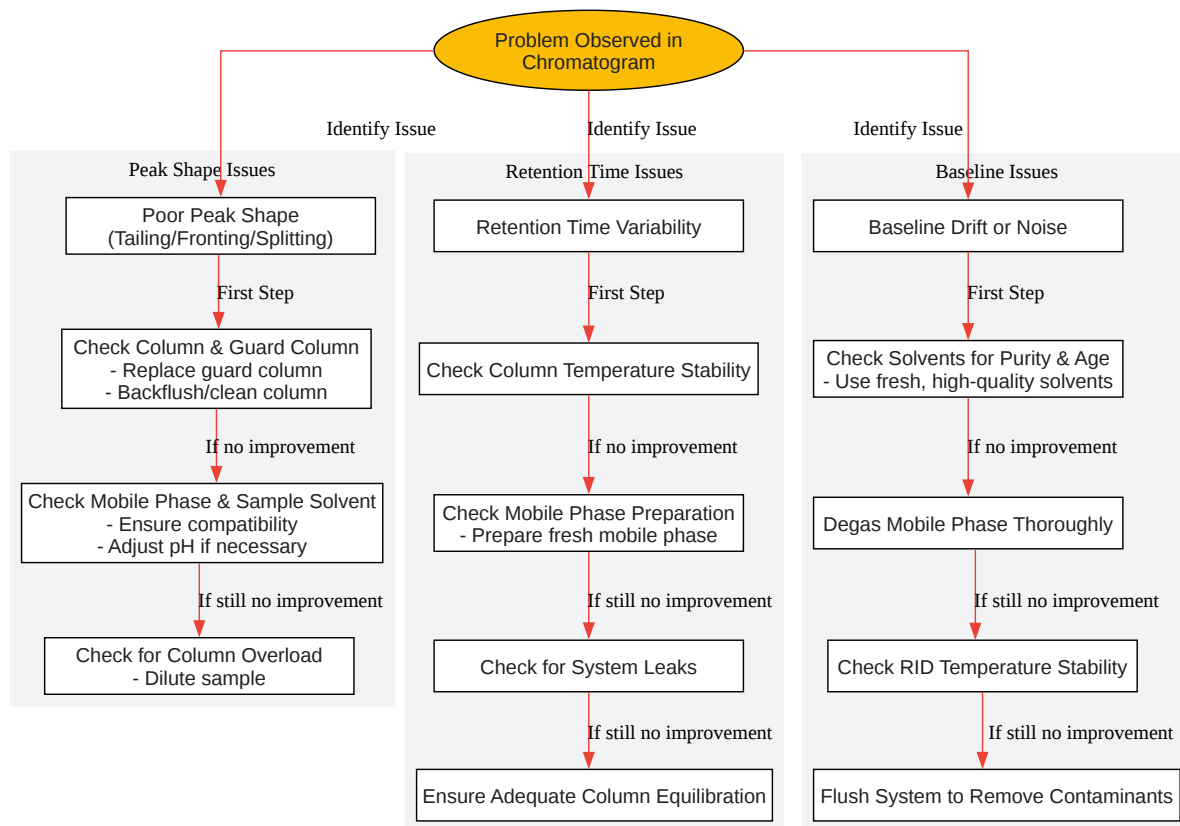 Problem Observed in
Chromatogram
Identify Issue
Identify Issue
Identify Issue
Peak Shape Issues
Poor Peak Shape
(Tailing/Fronting/Splitting)
First Step
Check Column & Guard Column
- Replace guard column
- Backflush/clean column
If no improvement
Check Mobile Phase & Sample Solvent
- Ensure compatibility
- Adjust pH if necessary
If still no improvement
Check for Column Overload
- Dilute sample
Retention Time Issues
Retention Time Variability
First Step
Check Column Temperature Stability
If no improvement
Check Mobile Phase Preparation
- Prepare fresh mobile phase
If still no improvement
Check for System Leaks
If still no improvement
Ensure Adequate Column Equilibration
Baseline Issues
Baseline Drift or Noise
First Step
Check Solvents for Purity & Age
- Use fresh, high-quality solvents
If no improvement
Degas Mobile Phase Thoroughly
If still no improvement
Check RID Temperature Stability
If still no improvement
Flush System to Remove Contaminants